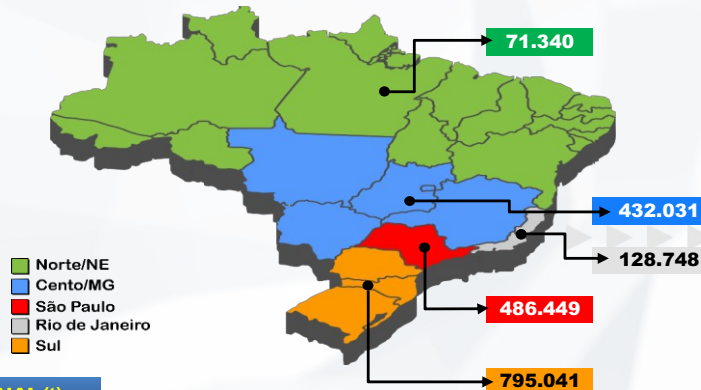 71.340
432.031
128.748
Norte/NE
Cento/MG
São Paulo
Rio de Janeiro
Sul
486.449
795.041